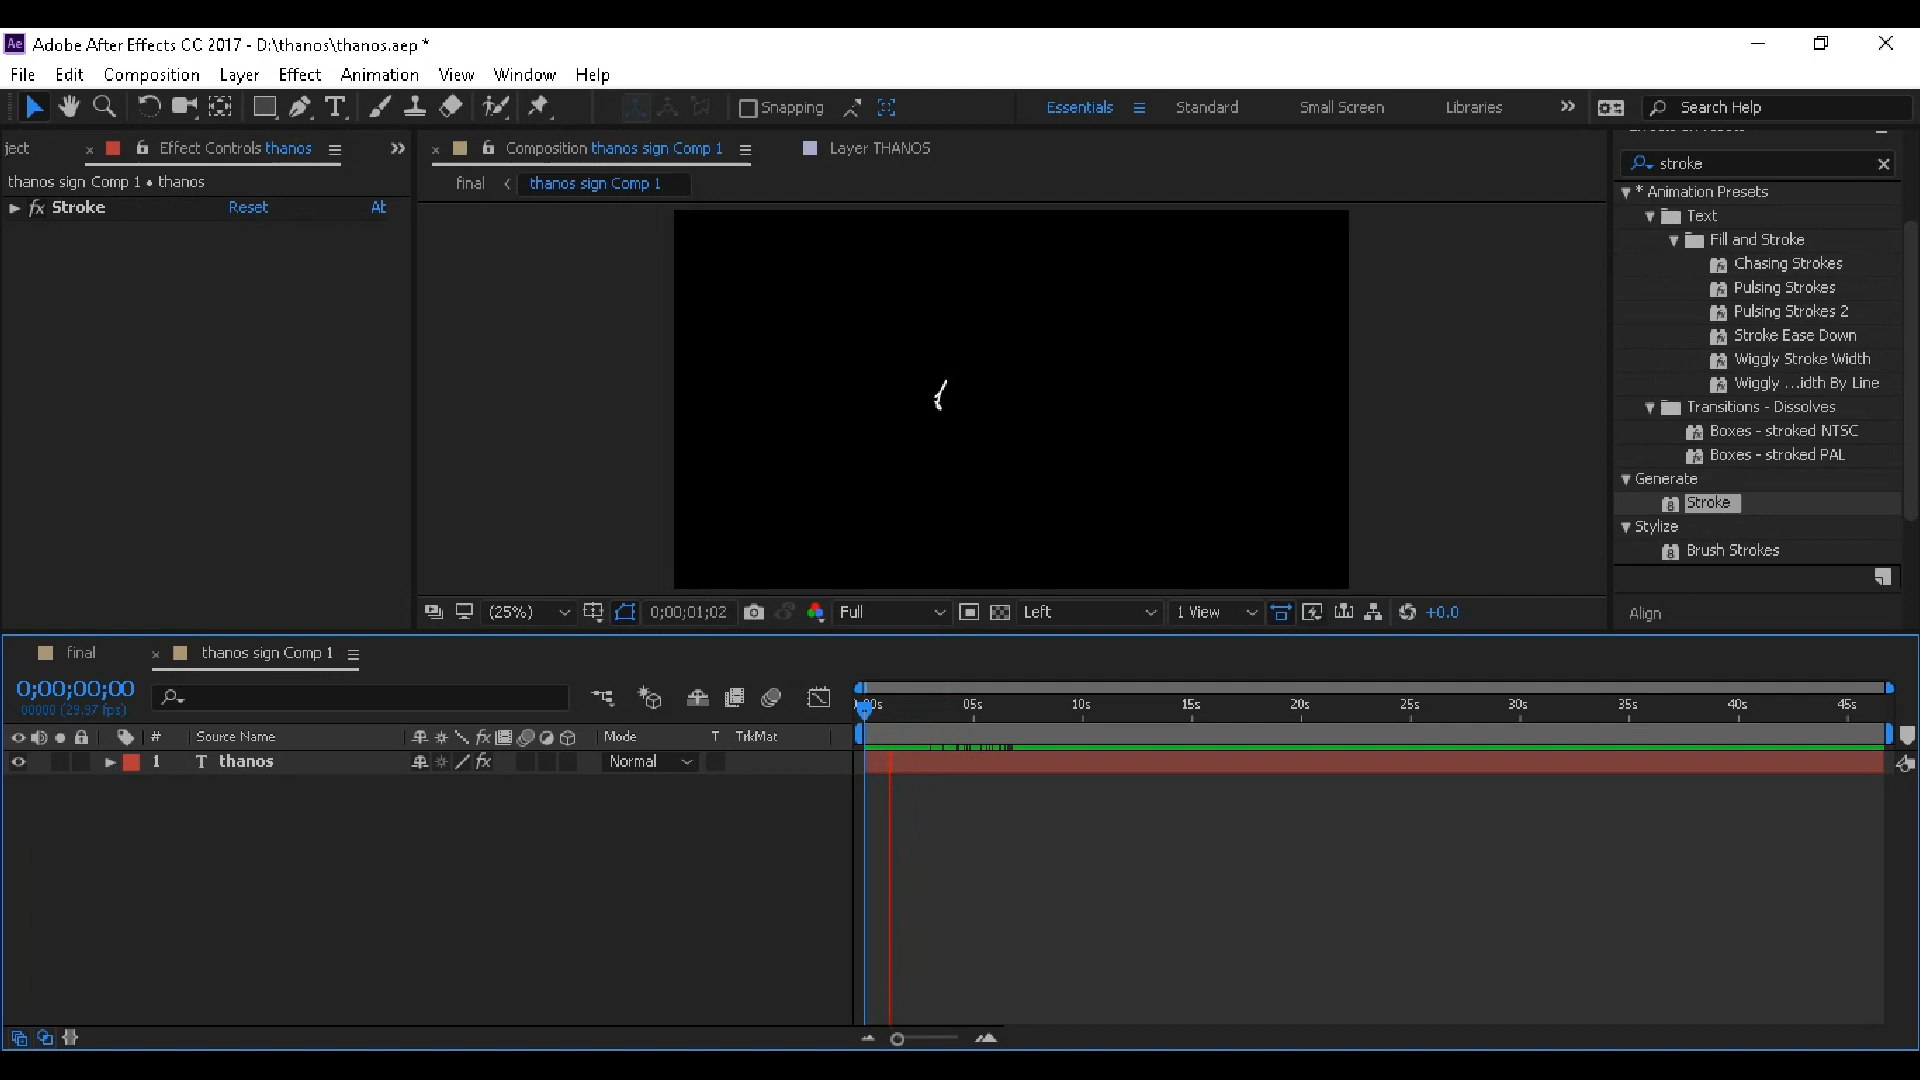 Ae Adobe After Effects CC 2017 - D:\thanos\thanos.aep *
File Edit Composition Layer Effect Animation View Window Help
Snapping Essentials Standard Small Screen Libraries Search Help
ject Effect Controls thanos Composition thanos sign Comp 1 Layer THANOS
stroke
thanos sign Comp 1 • thanos final thanos sign Comp 1
fx Stroke Reset At
* Animation Presets
Text
Fill and Stroke
Chasing Strokes
Pulsing Strokes
Pulsing Strokes 2
Stroke Ease Down
Wiggly Stroke Width
Wiggly ...idth By Line
Transitions - Dissolves
Boxes - stroked NTSC
Boxes - stroked PAL
Generate
Stroke
Stylize
Brush Strokes
(25%) 0;00;01;02 Full Left 1 View +0.0
Align
final thanos sign Comp 1
0;00;00;00
00000 (29.97 fps)
00s 05s 10s 15s 20s 25s 30s 35s 40s 45s
# Source Name fx Mode T TrkMat
1 T thanos fx Normal